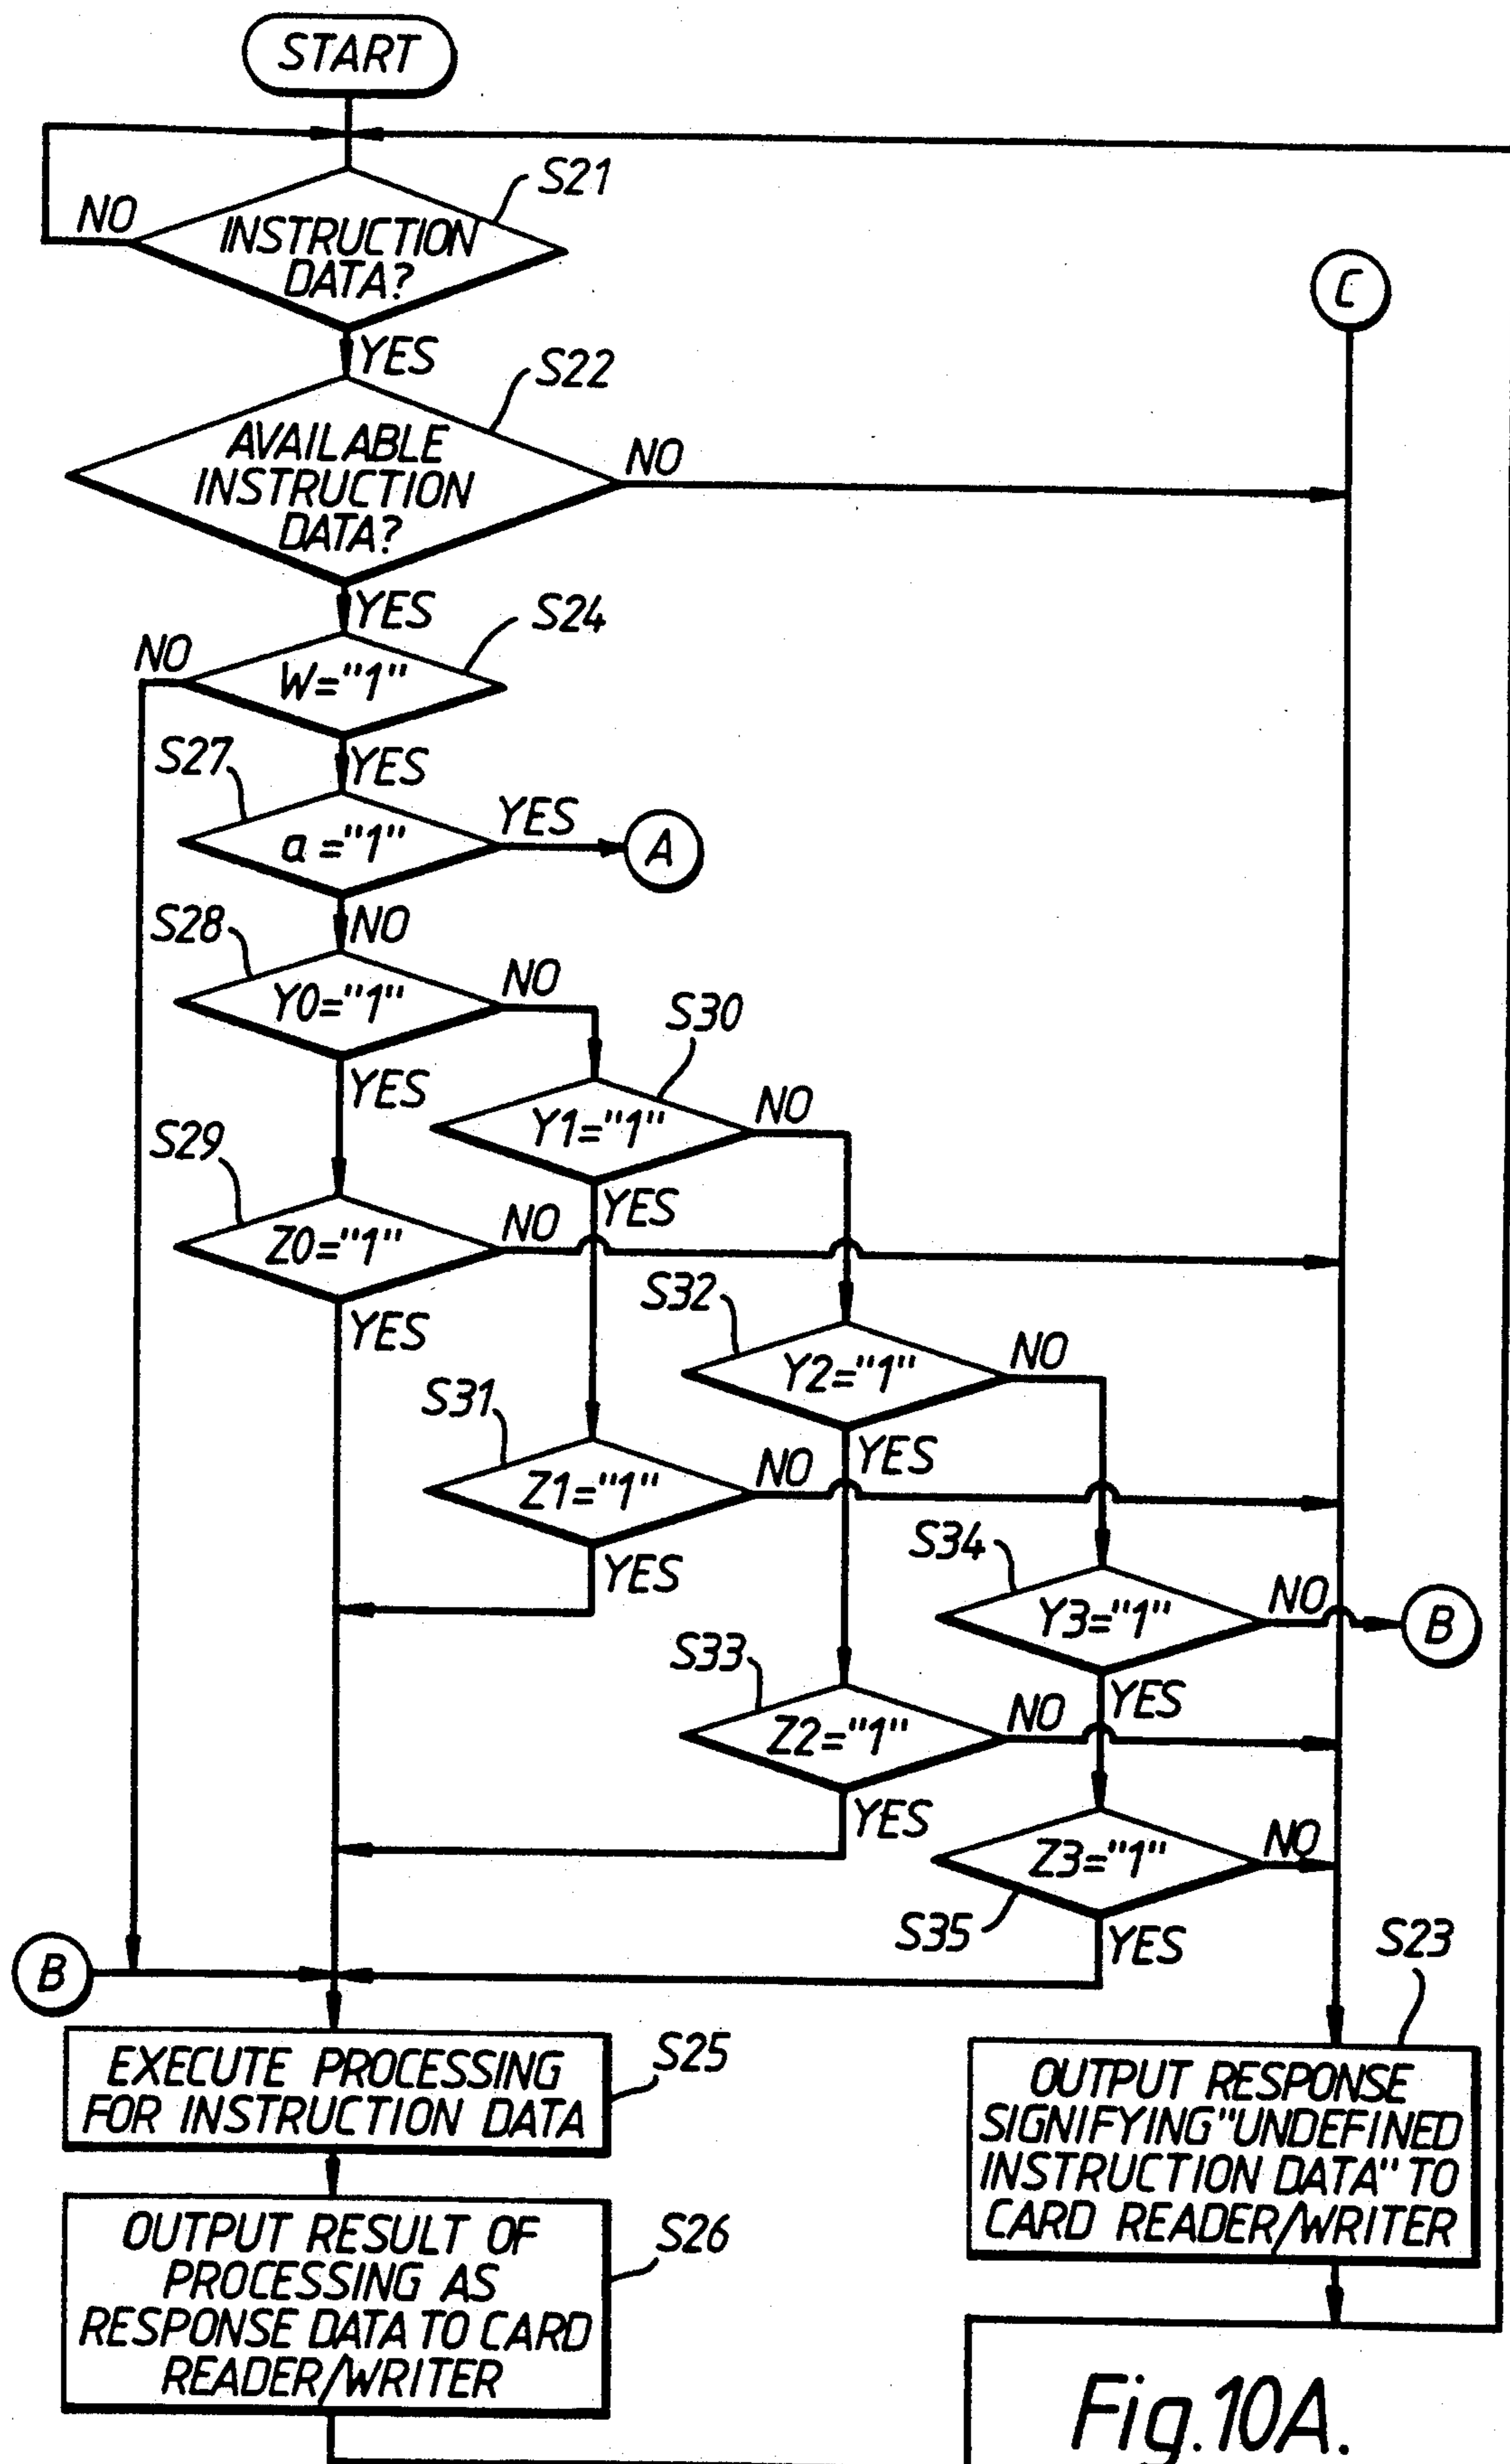 START
S21
NO
INSTRUCTION
DATA?
C
YES
S22
AVAILABLE
INSTRUCTION
DATA?
NO
YES
S24
NO
W="1"
S27
YES
a="1"
YES
A
S28
NO
Y0="1"
NO
S30
YES
Y1="1"
NO
S29
YES
Z0="1"
NO
S32
YES
Y2="1"
NO
S31
YES
Z1="1"
NO
S34
YES
Y3="1"
NO
B
S33
YES
Z2="1"
NO
YES
Z3="1"
NO
S35
YES
S23
B
EXECUTE PROCESSING
FOR INSTRUCTION DATA
S25
OUTPUT RESPONSE
SIGNIFYING "UNDEFINED
INSTRUCTION DATA" TO
CARD READER/WRITER
OUTPUT RESULT OF
PROCESSING AS
RESPONSE DATA TO CARD
READER/WRITER
S26
Fig.10A.